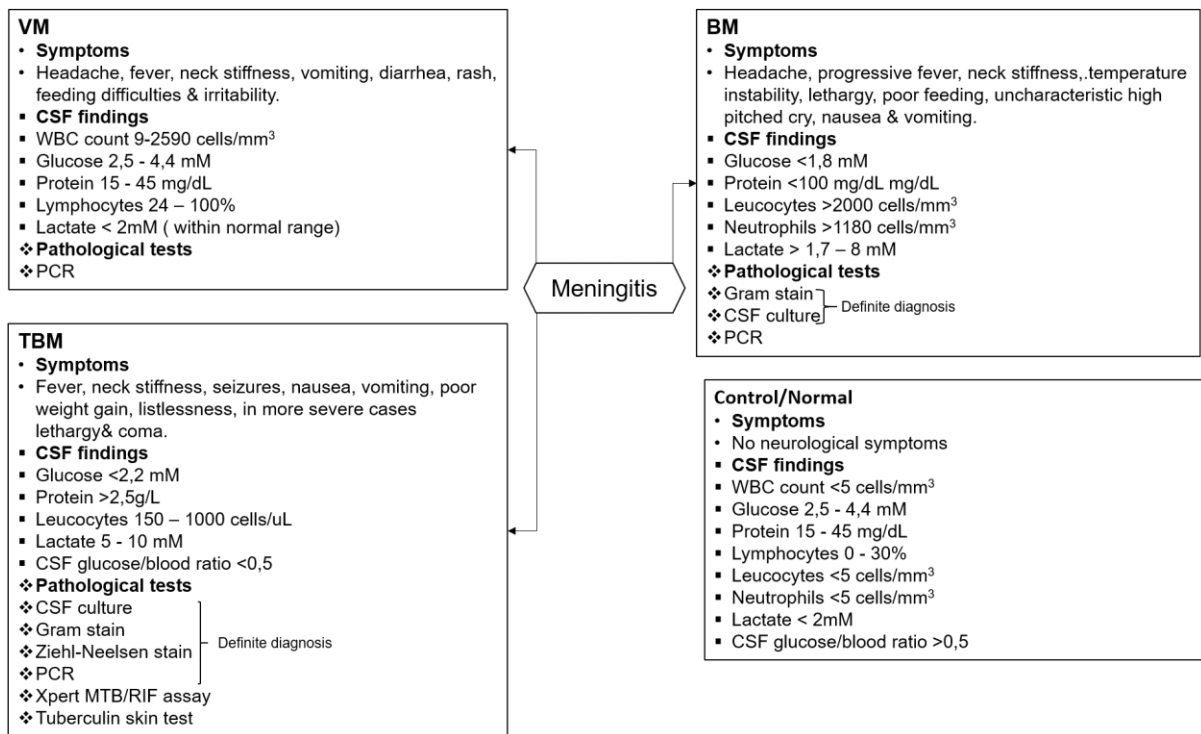 VM
• Symptoms
• Headache, fever, neck stiffness, vomiting, diarrhea, rash,
feeding difficulties & irritability.
▪ CSF findings
▪ WBC count 9-2590 cells/mm³
▪ Glucose 2,5 - 4,4 mM
▪ Protein 15 - 45 mg/dL
▪ Lymphocytes 24 – 100%
▪ Lactate < 2mM ( within normal range)
❖Pathological tests
❖PCR
BM
• Symptoms
• Headache, progressive fever, neck stiffness,.temperature
instability, lethargy, poor feeding, uncharacteristic high
pitched cry, nausea & vomiting.
▪ CSF findings
▪ Glucose <1,8 mM
▪ Protein <100 mg/dL mg/dL
▪ Leucocytes >2000 cells/mm³
▪ Neutrophils >1180 cells/mm³
▪ Lactate > 1,7 – 8 mM
❖Pathological tests
❖Gram stain
❖CSF culture
Definite diagnosis
❖PCR
Meningitis
TBM
• Symptoms
• Fever, neck stiffness, seizures, nausea, vomiting, poor
weight gain, listlessness, in more severe cases
lethargy& coma.
▪ CSF findings
▪ Glucose <2,2 mM
▪ Protein >2,5g/L
▪ Leucocytes 150 – 1000 cells/uL
▪ Lactate 5 - 10 mM
▪ CSF glucose/blood ratio <0,5
❖Pathological tests
❖CSF culture
❖Gram stain
❖Ziehl-Neelsen stain
❖PCR
Definite diagnosis
❖Xpert MTB/RIF assay
❖Tuberculin skin test
Control/Normal
• Symptoms
• No neurological symptoms
▪ CSF findings
▪ WBC count <5 cells/mm³
▪ Glucose 2,5 - 4,4 mM
▪ Protein 15 - 45 mg/dL
▪ Lymphocytes 0 - 30%
▪ Leucocytes <5 cells/mm³
▪ Neutrophils <5 cells/mm³
▪ Lactate < 2mM
▪ CSF glucose/blood ratio >0,5